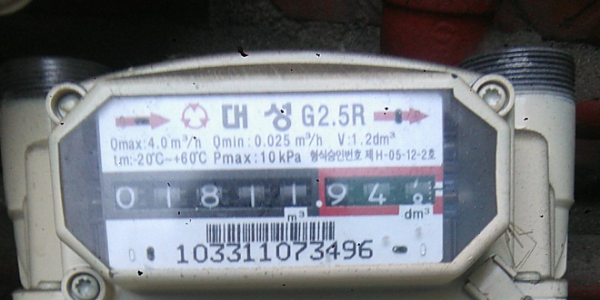 대 성 G2.5R
Qmax:4.0m³/h Qmin:0.025m³/h V:1.2dm³
tm:-20℃~+60℃ Pmax:10kPa 형식승인번호 제H-05-12-2호
01811.94
m³
dm³
103311073496